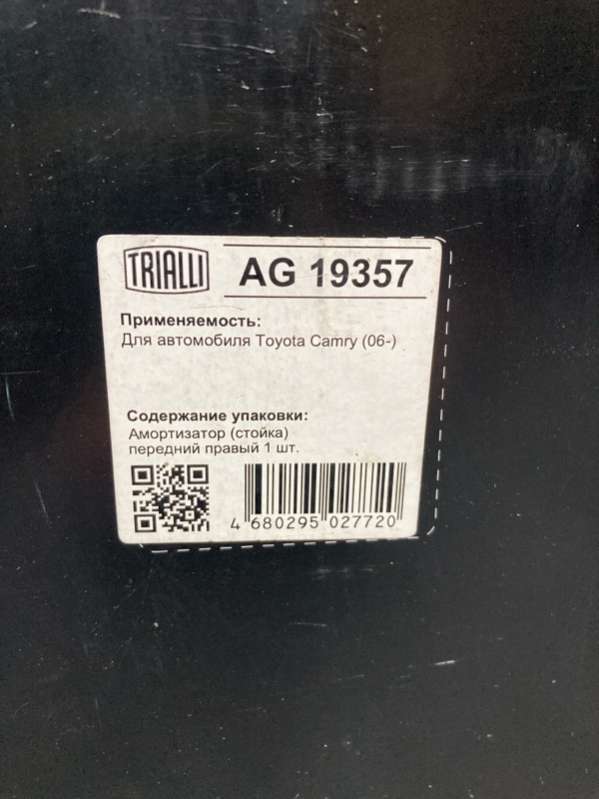 TRIALLI
AG 19357
Применяемость:
Для автомобиля Toyota Camry (06-)
Содержание упаковки:
Амортизатор (стойка)
передний правый 1 шт.
4 680295 027720